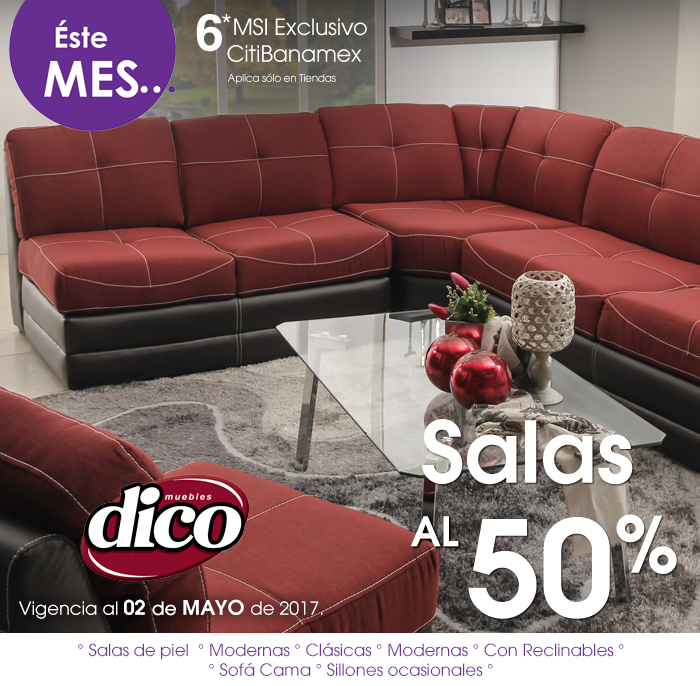 Éste
MES...
6* MSI Exclusivo
CitiBanamex
Aplica sólo en Tiendas
Salas
AL 50%
muebles
dico
Vigencia al 02 de MAYO de 2017.
° Salas de piel ° Modernas ° Clásicas ° Modernas ° Con Reclinables °
° Sofá Cama ° Sillones ocasionales °